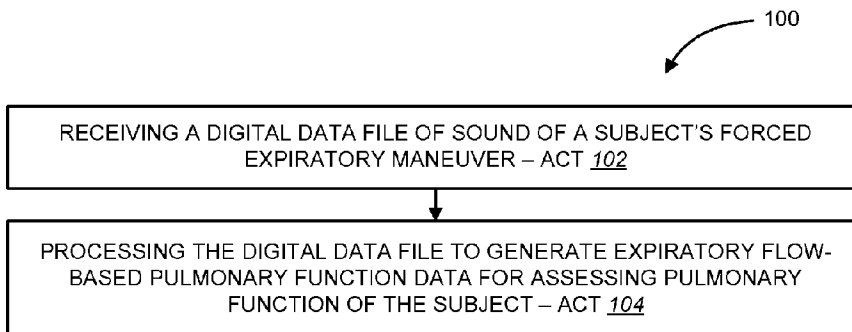 100
RECEIVING A DIGITAL DATA FILE OF SOUND OF A SUBJECT'S FORCED
EXPIRATORY MANEUVER – ACT 102
PROCESSING THE DIGITAL DATA FILE TO GENERATE EXPIRATORY FLOW-
BASED PULMONARY FUNCTION DATA FOR ASSESSING PULMONARY
FUNCTION OF THE SUBJECT – ACT 104